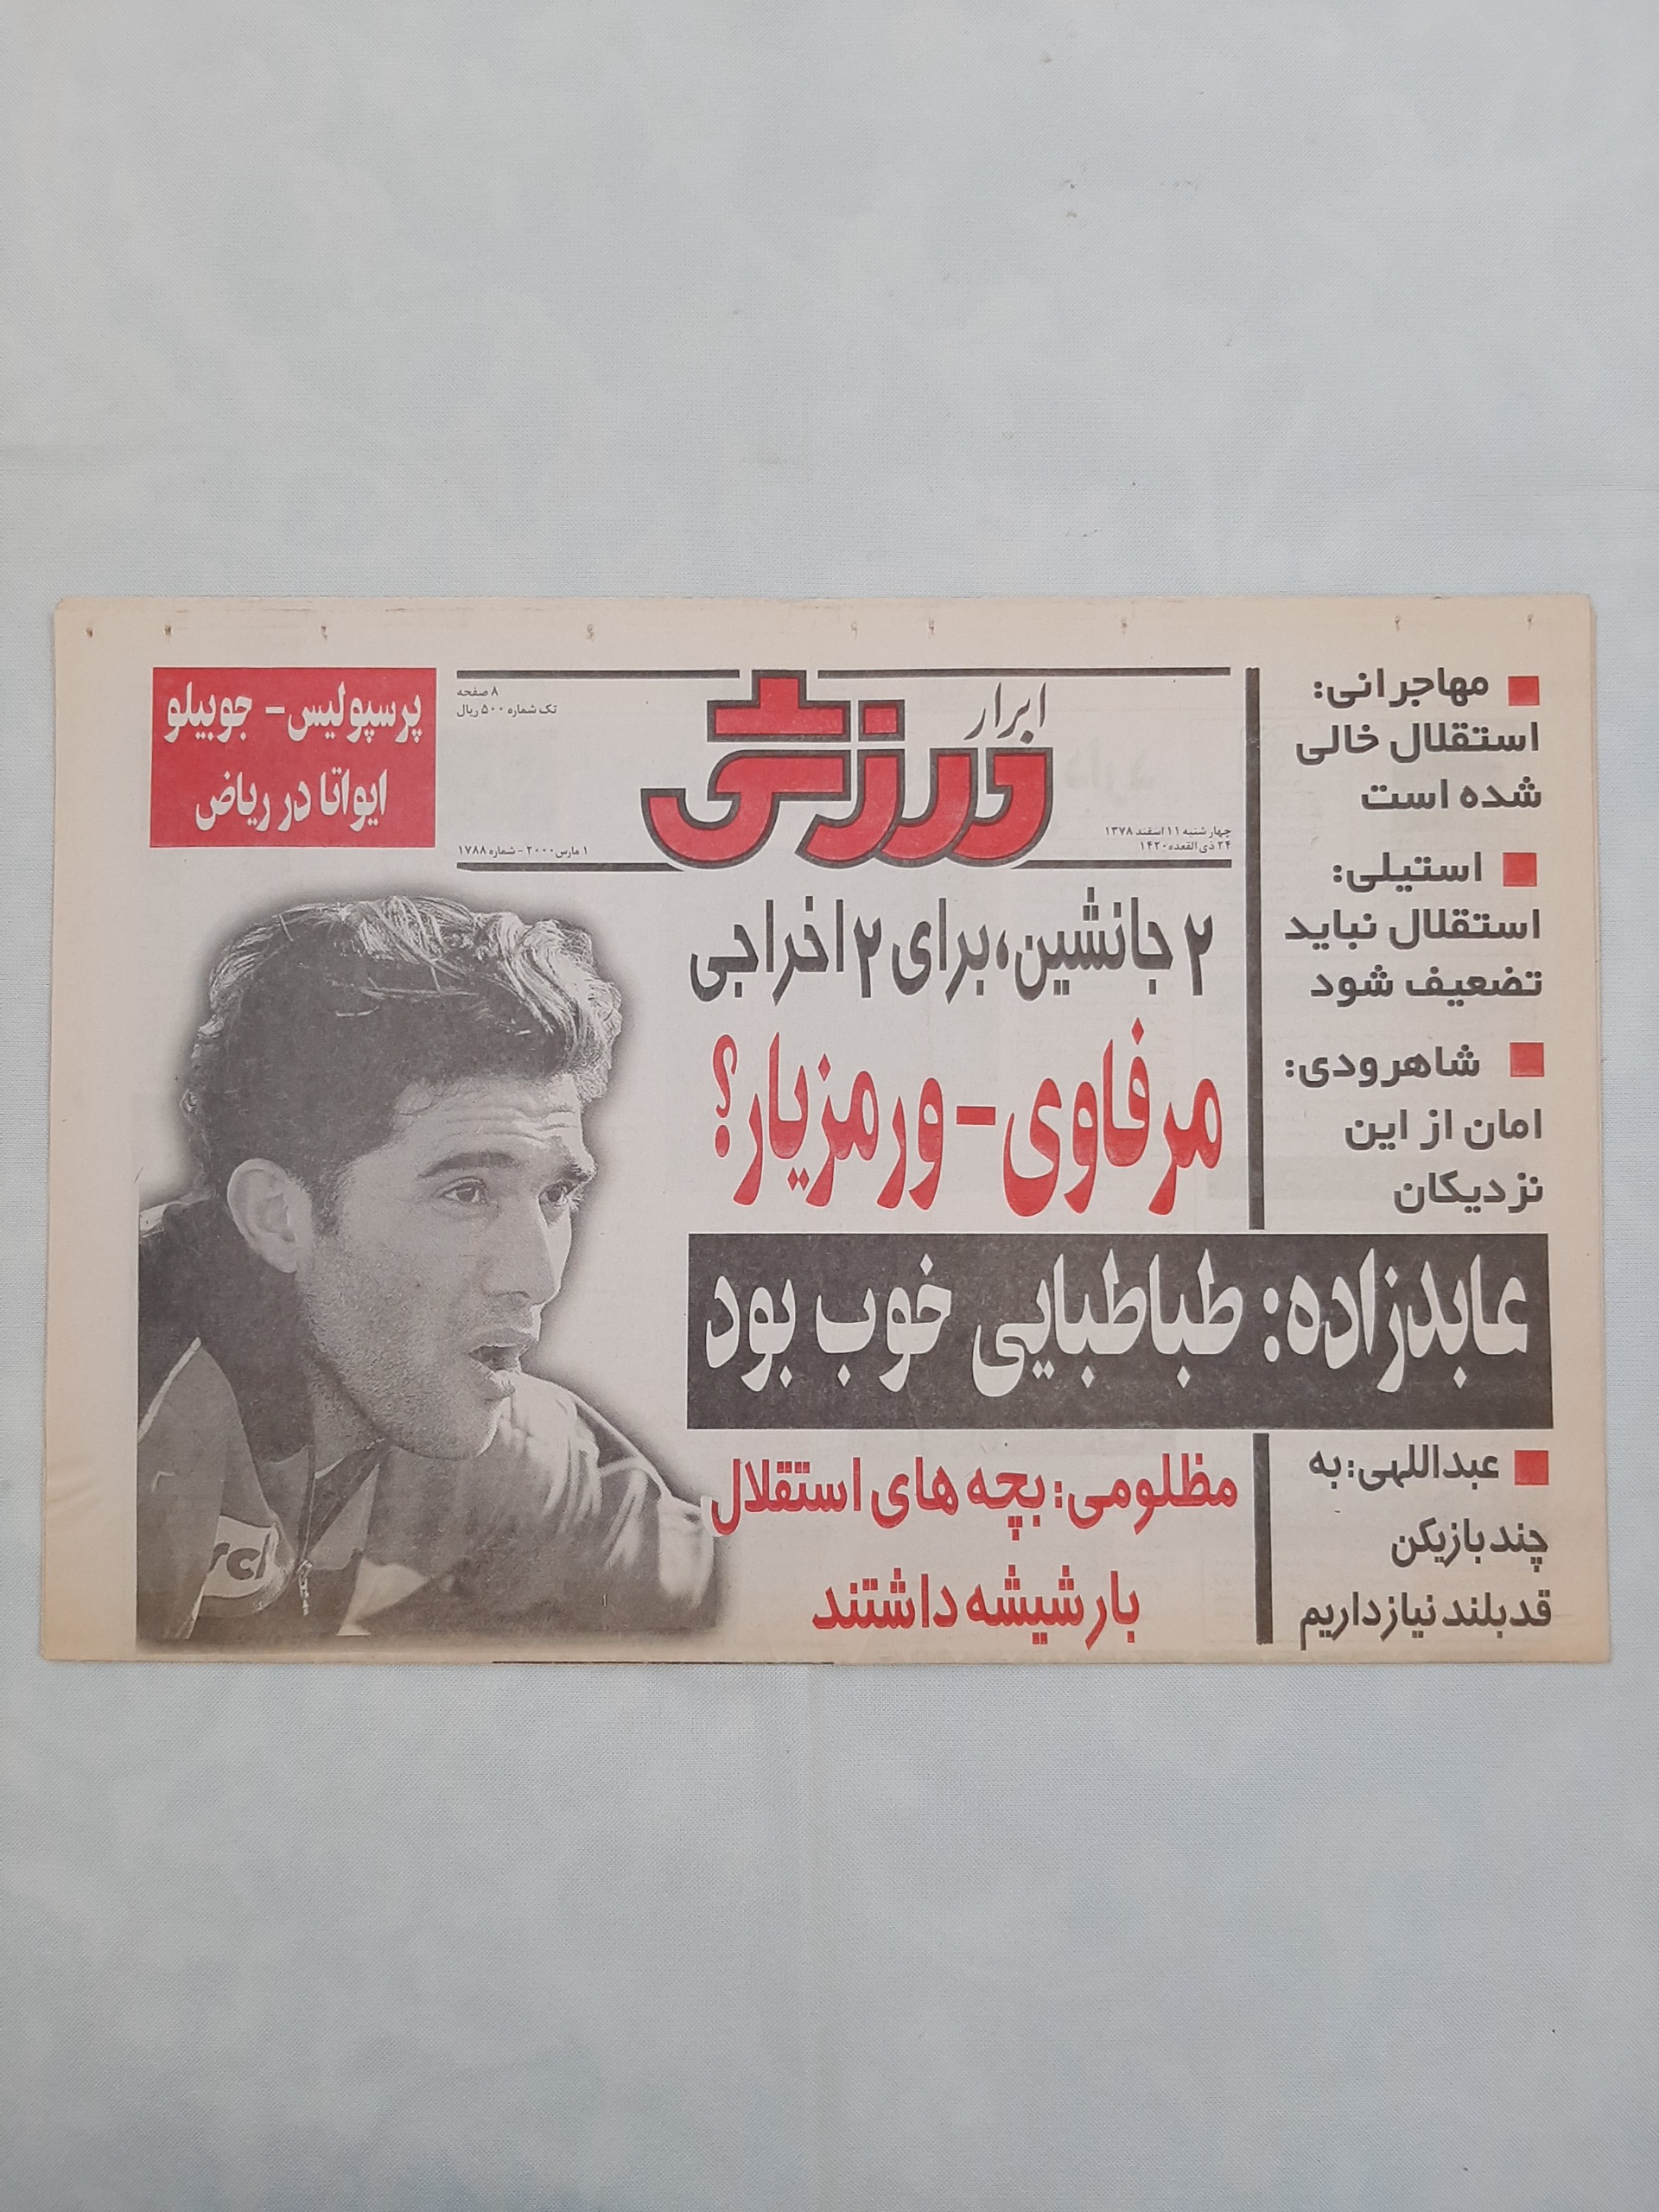 مهاجرانی:
استقلال خالی
شده است
استیلی:
استقلال نباید
تضعیف شود
شاهرودی:
امان از این
نزدیکان
ابرار
ورزشی
چهارشنبه ۱۱ اسفند ۱۳۷۸
۲۴ ذی القعده ۱۴۲۰
۸ صفحه
تک شماره ۵۰۰ ریال
۱ مارس ۲۰۰۰ - شماره ۱۷۸۸
پرسپولیس - جوبیلو
ایواتا در ریاض
۲ جانشین، برای ۲ اخراجی
مرفاوی - ورمزیار؟
عابدزاده: طباطبایی خوب بود
عبداللهی: به
چند بازیکن
قدبلند نیاز داریم
مظلومی: بچه های استقلال
بار شیشه داشتند